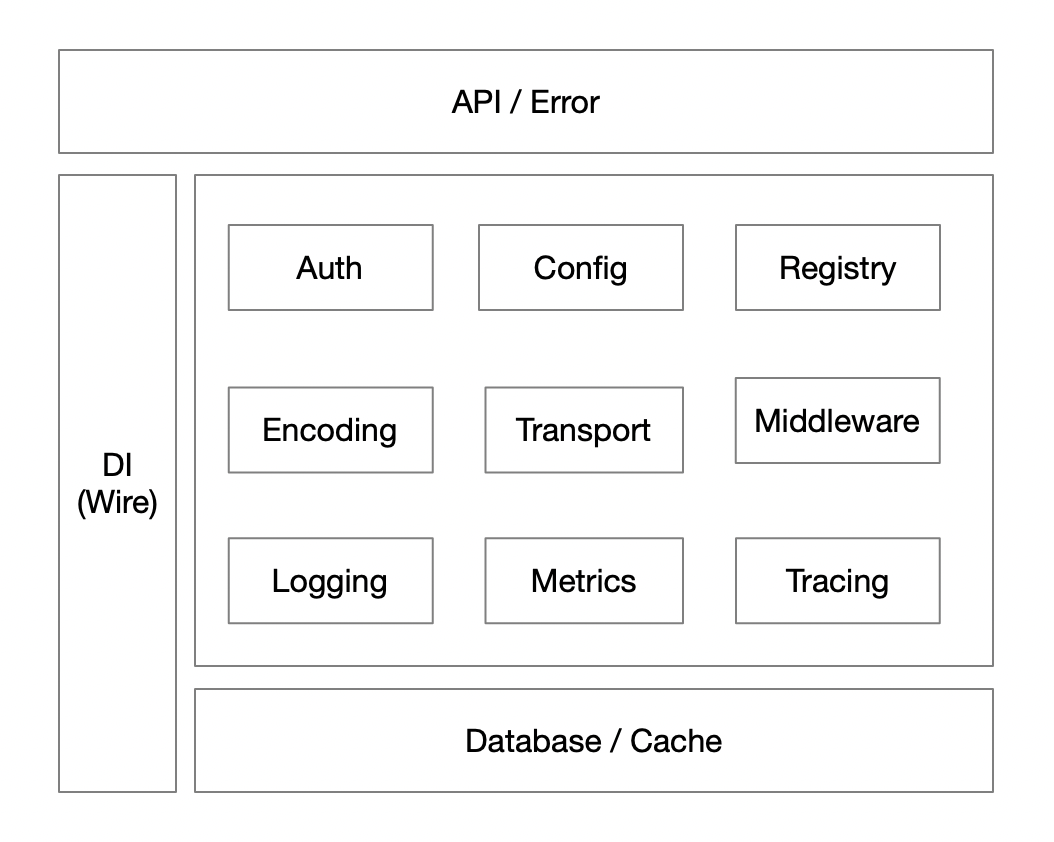 API / Error
Auth
Config
Registry
Encoding
Transport
Middleware
DI
(Wire)
Logging
Metrics
Tracing
Database / Cache